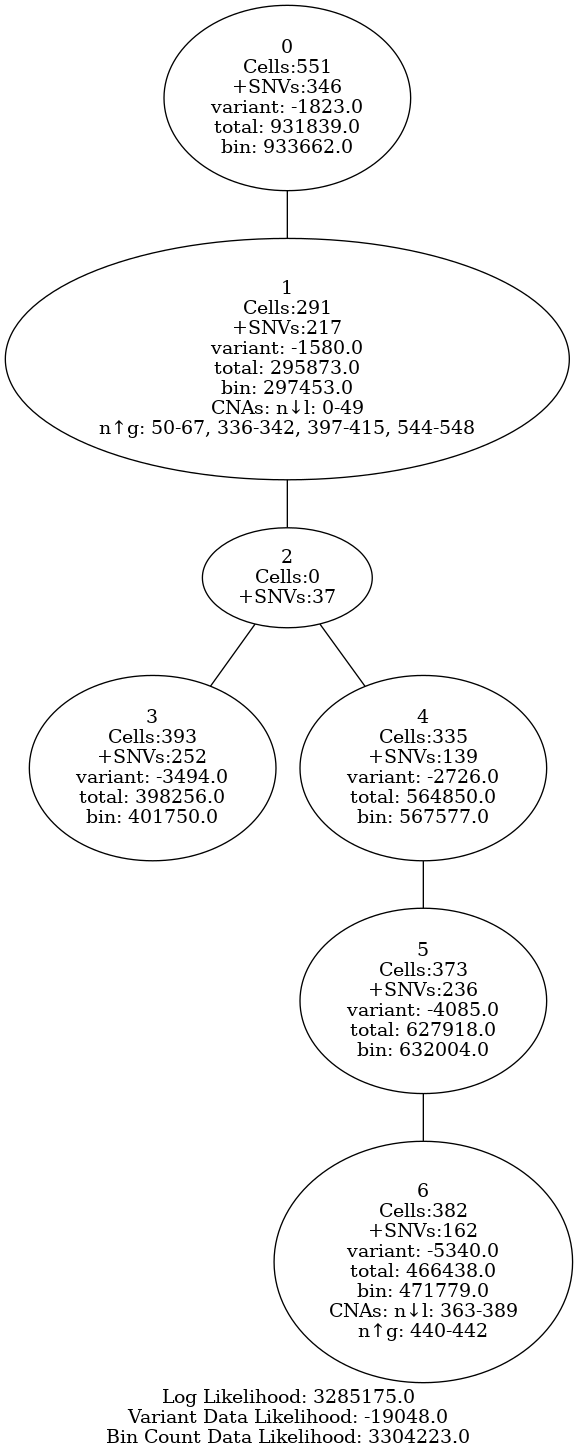 0
Cells:551
+SNVs:346
variant: -1823.0
total: 931839.0
bin: 933662.0
1
Cells:291
+SNVs:217
variant: -1580.0
total: 295873.0
bin: 297453.0
CNAs: n↓l: 0-49
n↑g: 50-67, 336-342, 397-415, 544-548
2
Cells:0
+SNVs:37
3
Cells:393
+SNVs:252
variant: -3494.0
total: 398256.0
bin: 401750.0
4
Cells:335
+SNVs:139
variant: -2726.0
total: 564850.0
bin: 567577.0
5
Cells:373
+SNVs:236
variant: -4085.0
total: 627918.0
bin: 632004.0
6
Cells:382
+SNVs:162
variant: -5340.0
total: 466438.0
bin: 471779.0
CNAs: n↓l: 363-389
n↑g: 440-442
Log Likelihood: 3285175.0
Variant Data Likelihood: -19048.0
Bin Count Data Likelihood: 3304223.0